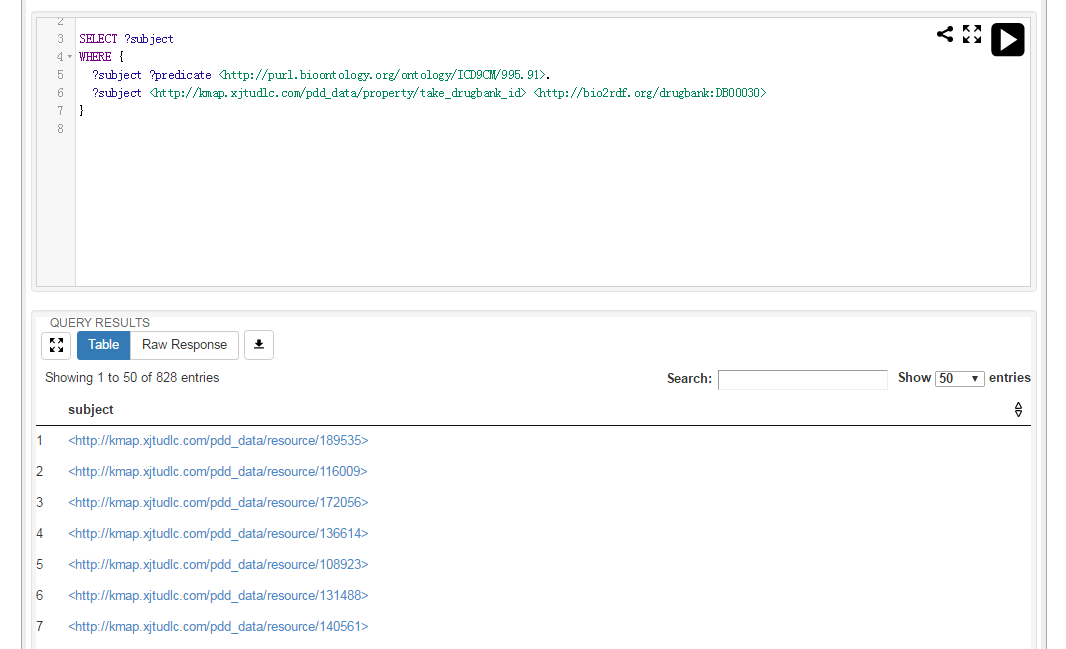 2
3 SELECT ?subject
4 WHERE {
5 ?subject ?predicate <http://purl.bioontology.org/ontology/ICD9CM/995.91>.
6 ?subject <http://kmap.xjtudlc.com/pdd_data/property/take_drugbank_id> <http://bio2rdf.org/drugbank:DB00030>
7 }
8
QUERY RESULTS
Table Raw Response
Showing 1 to 50 of 828 entries Search: Show 50 entries
subject
1 <http://kmap.xjtudlc.com/pdd_data/resource/189535>
2 <http://kmap.xjtudlc.com/pdd_data/resource/116009>
3 <http://kmap.xjtudlc.com/pdd_data/resource/172056>
4 <http://kmap.xjtudlc.com/pdd_data/resource/136614>
5 <http://kmap.xjtudlc.com/pdd_data/resource/108923>
6 <http://kmap.xjtudlc.com/pdd_data/resource/131488>
7 <http://kmap.xjtudlc.com/pdd_data/resource/140561>